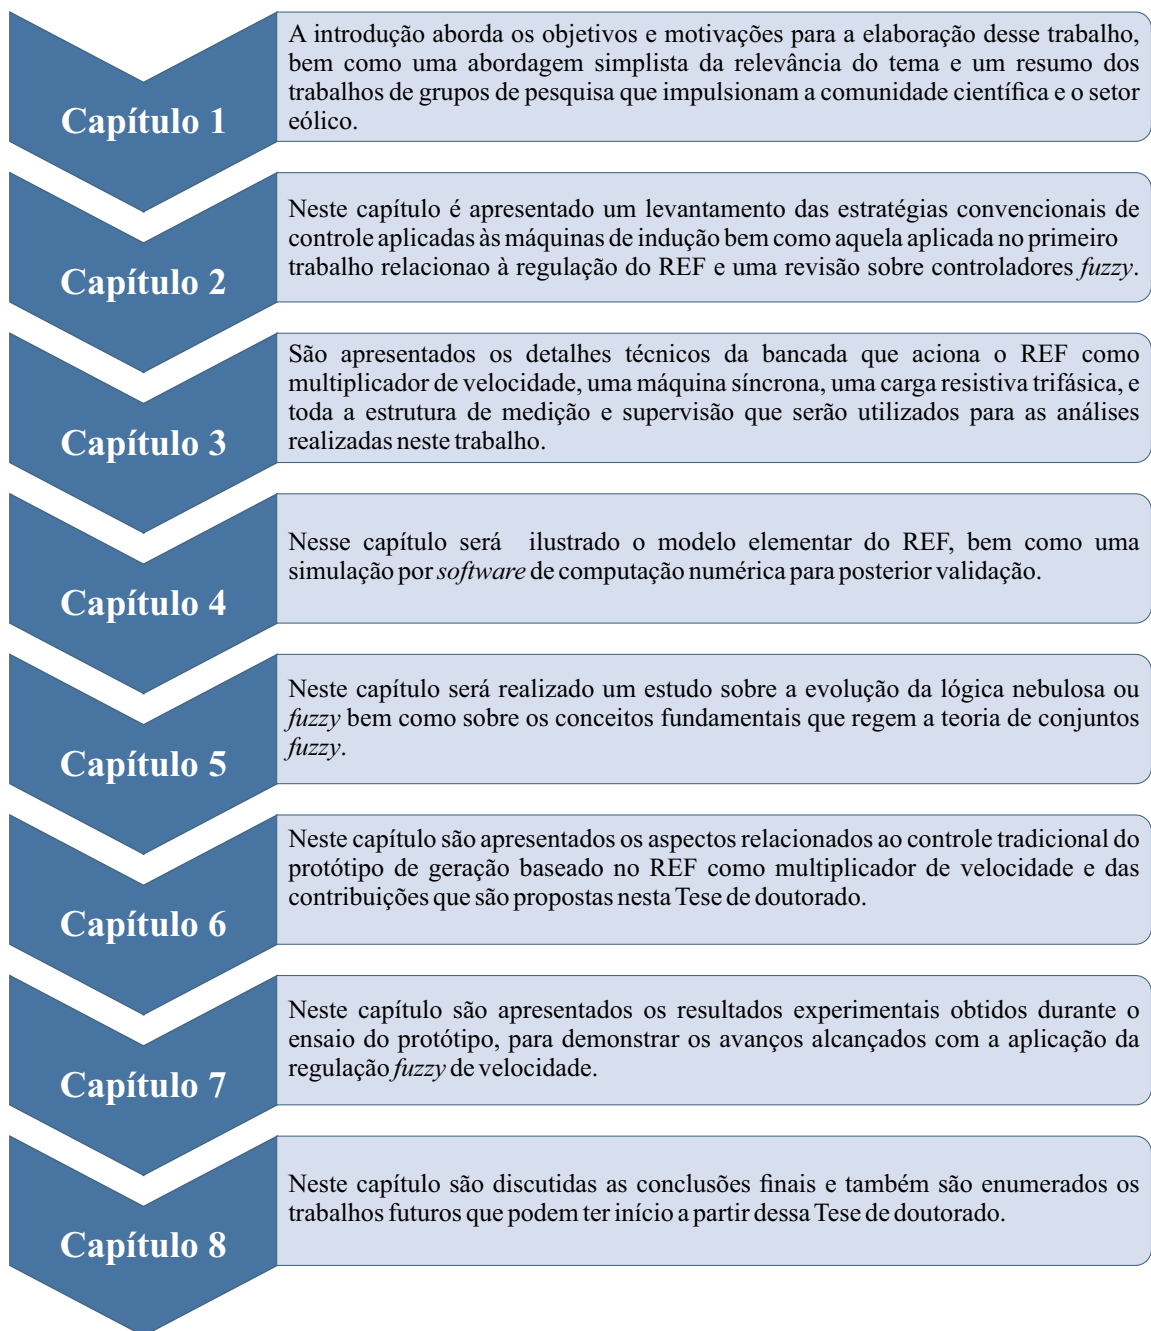 Capítulo 1
A introdução aborda os objetivos e motivações para a elaboração desse trabalho,
bem como uma abordagem simplista da relevância do tema e um resumo dos
trabalhos de grupos de pesquisa que impulsionam a comunidade científica e o setor
eólico.
Capítulo 2
Neste capítulo é apresentado um levantamento das estratégias convencionais de
controle aplicadas às máquinas de indução bem como aquela aplicada no primeiro
trabalho relacionao à regulação do REF e uma revisão sobre controladores fuzzy.
Capítulo 3
São apresentados os detalhes técnicos da bancada que aciona o REF como
multiplicador de velocidade, uma máquina síncrona, uma carga resistiva trifásica, e
toda a estrutura de medição e supervisão que serão utilizados para as análises
realizadas neste trabalho.
Capítulo 4
Nesse capítulo será ilustrado o modelo elementar do REF, bem como uma
simulação por software de computação numérica para posterior validação.
Capítulo 5
Neste capítulo será realizado um estudo sobre a evolução da lógica nebulosa ou
fuzzy bem como sobre os conceitos fundamentais que regem a teoria de conjuntos
fuzzy.
Capítulo 6
Neste capítulo são apresentados os aspectos relacionados ao controle tradicional do
protótipo de geração baseado no REF como multiplicador de velocidade e das
contribuições que são propostas nesta Tese de doutorado.
Capítulo 7
Neste capítulo são apresentados os resultados experimentais obtidos durante o
ensaio do protótipo, para demonstrar os avanços alcançados com a aplicação da
regulação fuzzy de velocidade.
Capítulo 8
Neste capítulo são discutidas as conclusões finais e também são enumerados os
trabalhos futuros que podem ter início a partir dessa Tese de doutorado.